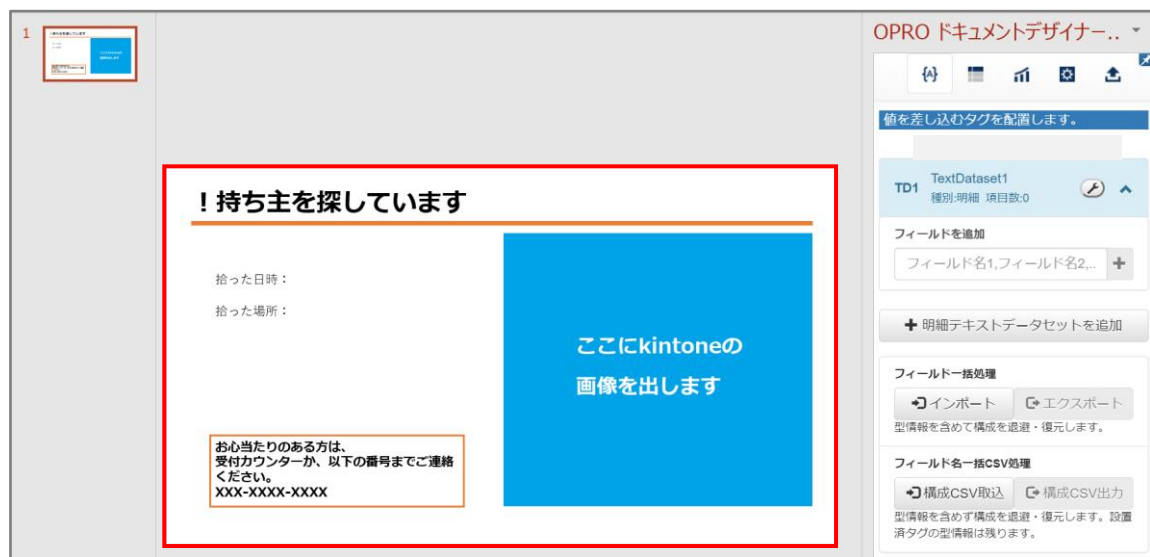 1
OPRO ドキュメントデザイナー..
{A}
値を差し込むタグを配置します。
TD1
TextDataset1
種別:明細 項目数:0
フィールドを追加
フィールド名1,フィールド名2,..
明細テキストデータセットを追加
フィールド一括処理
インポート
エクスポート
型情報を含めて構成を退避・復元します。
フィールド名一括CSV処理
構成CSV取込
構成CSV出力
型情報を含めず構成を退避・復元します。設置
済タグの型情報は残ります。
！持ち主を探しています
拾った日時：
拾った場所：
ここにkintoneの
画像を出します
お心当たりのある方は、
受付カウンターか、以下の番号までご連絡
ください。
XXX-XXXX-XXXX